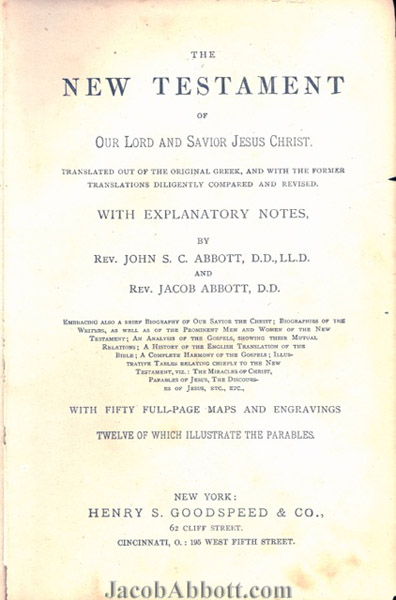 THE
NEW TESTAMENT
OF
OUR LORD AND SAVIOR JESUS CHRIST.
TRANSLATED OUT OF THE ORIGINAL GREEK, AND WITH THE FORMER
TRANSLATIONS DILIGENTLY COMPARED AND REVISED.
WITH EXPLANATORY NOTES,
BY
REV. JOHN S. C. ABBOTT, D.D., LL.D.
AND
REV. JACOB ABBOTT, D.D.
EMBRACING ALSO A BRIEF BIOGRAPHY OF OUR SAVIOR THE CHRIST; BIOGRAPHIES OF THE
WRITERS, AS WELL AS OF THE PROMINENT MEN AND WOMEN OF THE NEW
TESTAMENT; AN ANALYSIS OF THE GOSPELS, SHOWING THEIR MUTUAL
RELATIONS; A HISTORY OF THE ENGLISH TRANSLATION OF THE
BIBLE; A COMPLETE HARMONY OF THE GOSPELS; ILLUS-
TRATIVE TABLES RELATING CHIEFLY TO THE NEW
TESTAMENT, VIZ.: THE MIRACLES OF CHRIST,
PARABLES OF JESUS, THE DISCOURS-
ES OF JESUS, ETC., ETC.,
WITH FIFTY FULL-PAGE MAPS AND ENGRAVINGS
TWELVE OF WHICH ILLUSTRATE THE PARABLES.
NEW YORK:
HENRY S. GOODSPEED & CO.,
62 CLIFF STREET.
CINCINNATI, O.: 195 WEST FIFTH STREET.
JacobAbbott.com